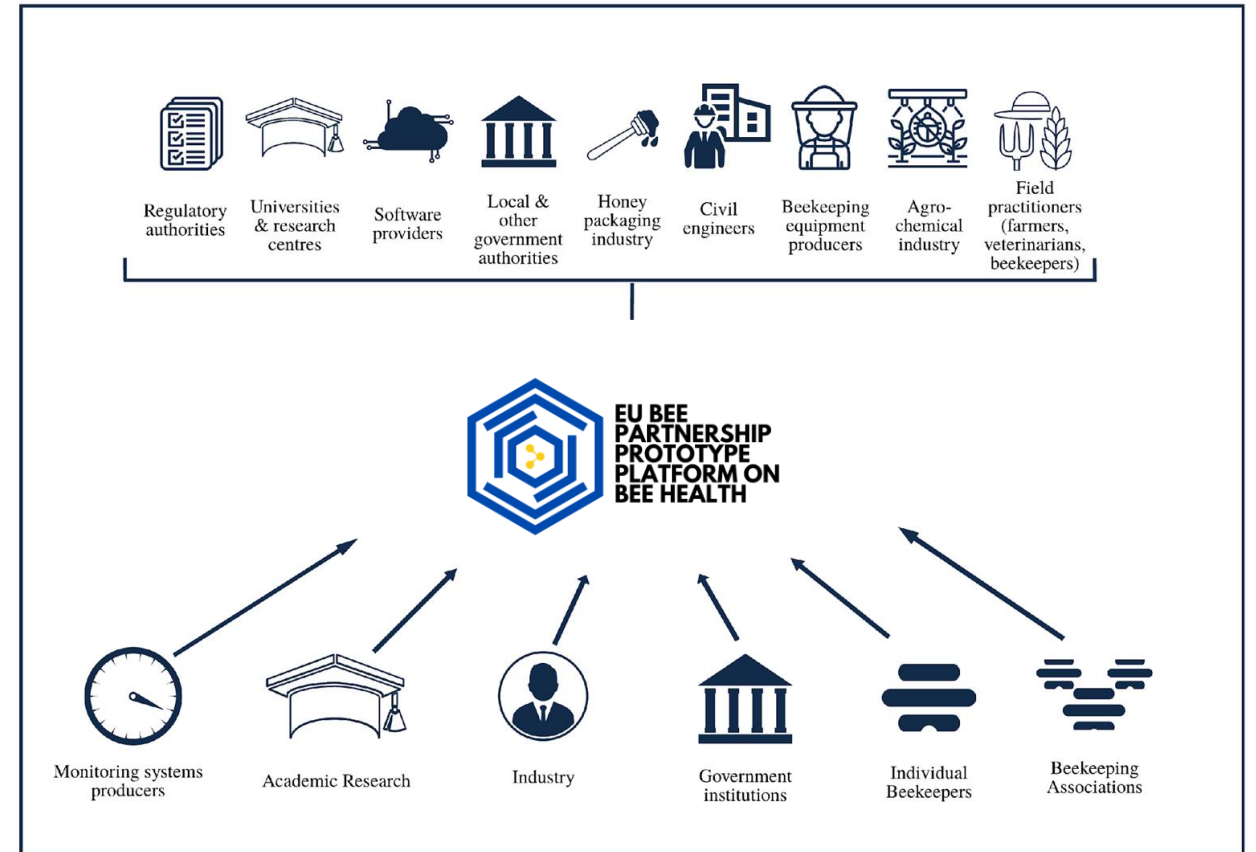 Regulatory
authorities
Universities
& research
centres
Software
providers
Local &
other
government
authorities
Honey
packaging
industry
Civil
engineers
Beekeeping
equipment
producers
Agro-
chemical
industry
Field
practitioners
(farmers,
veterinarians,
beekeepers)
EU BEE
PARTNERSHIP
PROTOTYPE
PLATFORM ON
BEE HEALTH
Monitoring systems
producers
Academic Research
Industry
Government
institutions
Individual
Beekeepers
Beekeeping
Associations